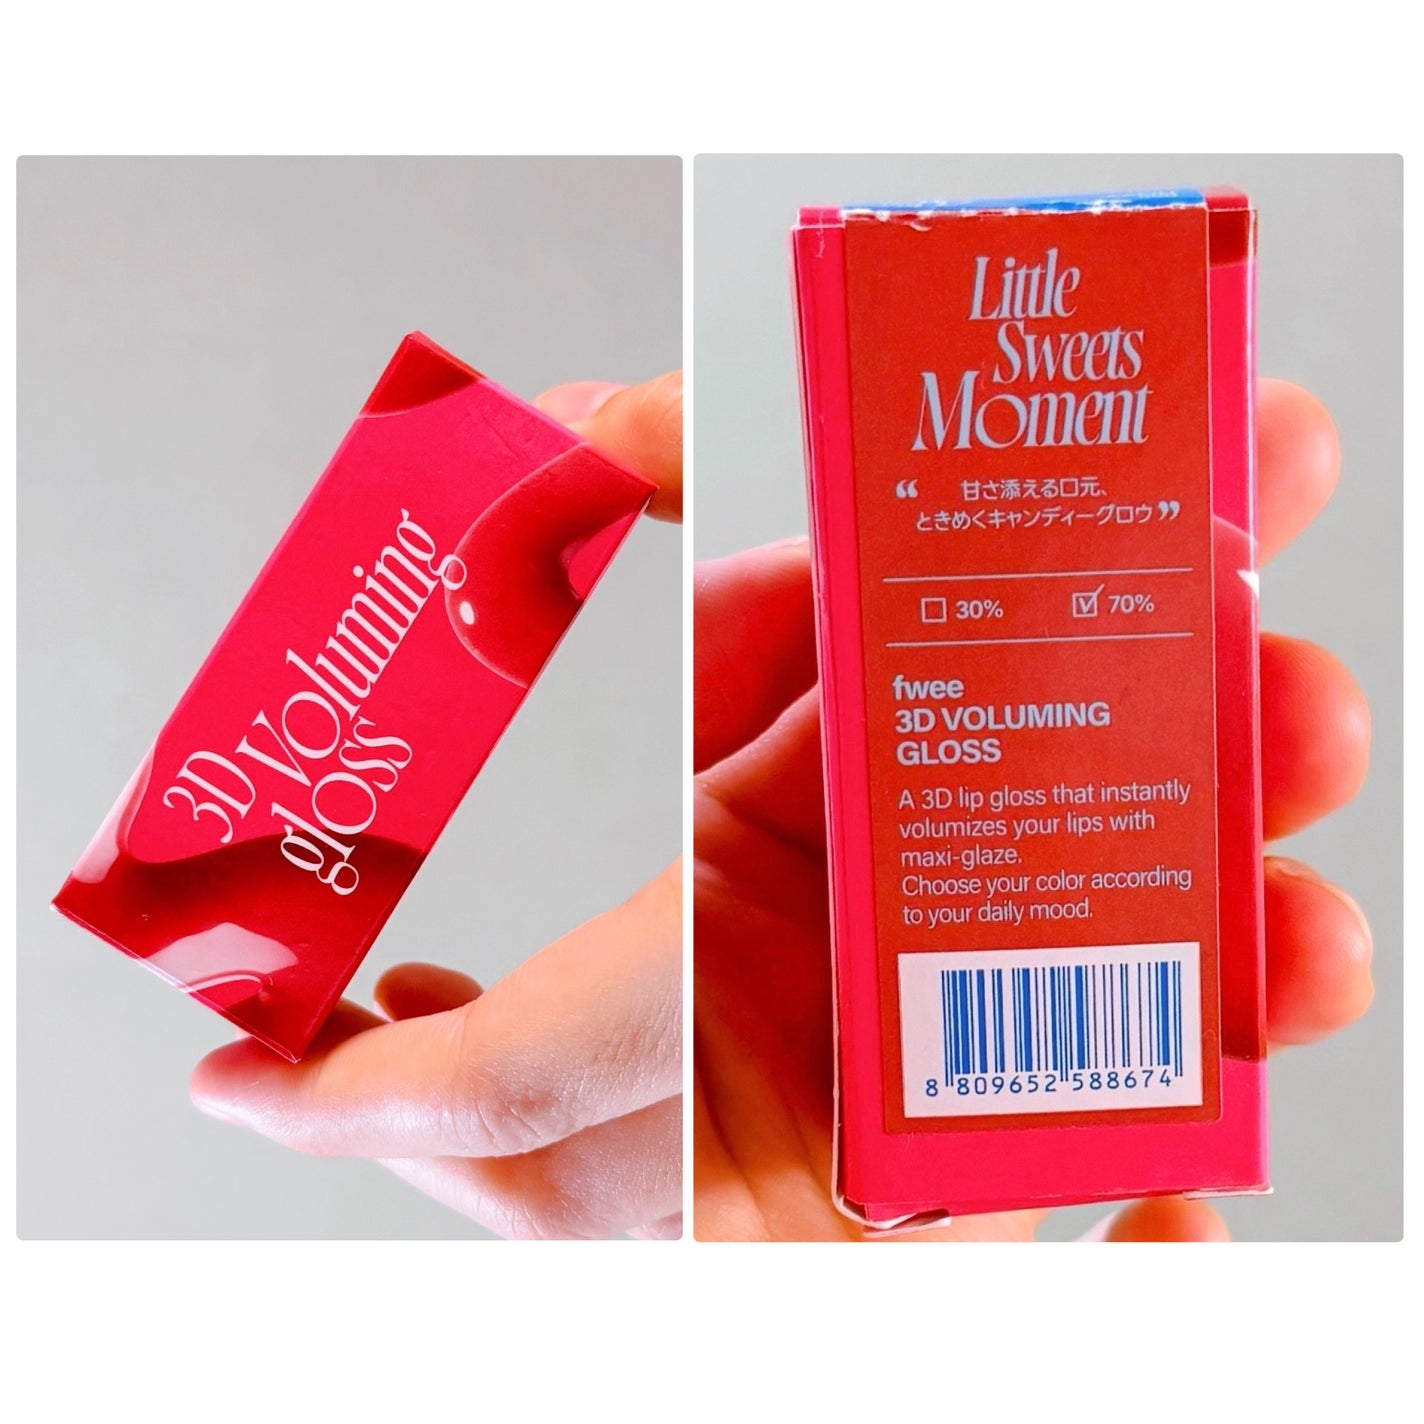 3D Voluming
gloss
Little
Sweets
Moment
“ 甘さ添える口元、
ときめくキャンディーグロウ ”
30% 70%
fwee
3D VOLUMING
GLOSS
A 3D lip gloss that instantly
volumizes your lips with
maxi-glaze.
Choose your color according
to your daily mood.
8 809652 588674